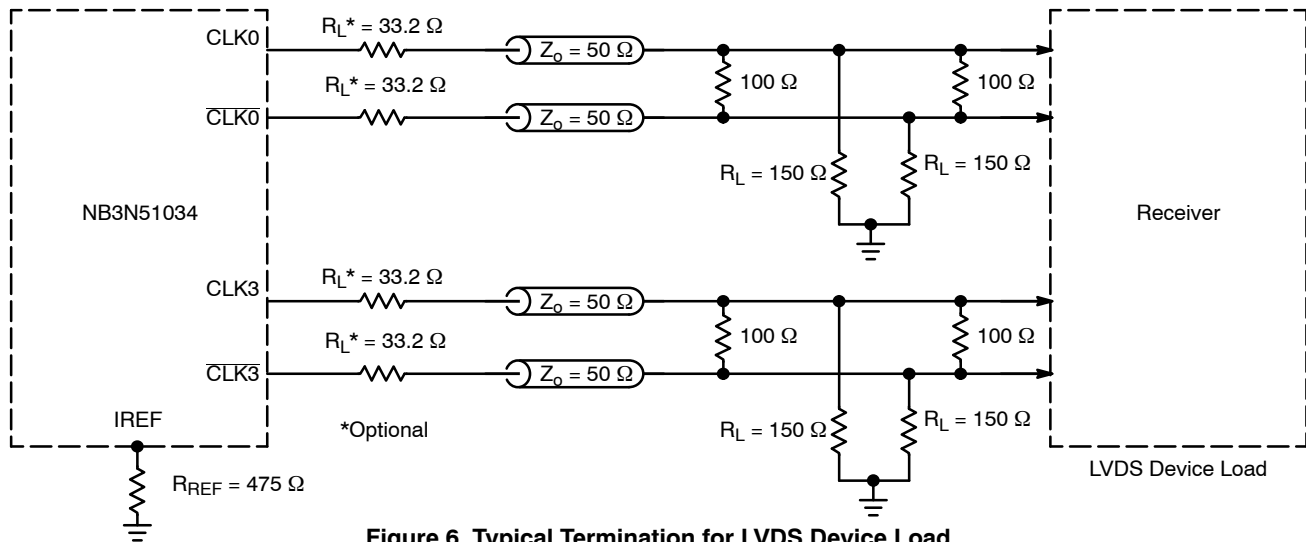 CLK0
R_L* = 33.2 Ω
Z_o = 50 Ω
100 Ω
100 Ω
R_L* = 33.2 Ω
C̅L̅K̅0̅
Z_o = 50 Ω
R_L = 150 Ω
R_L = 150 Ω
NB3N51034
Receiver
CLK3
R_L* = 33.2 Ω
Z_o = 50 Ω
100 Ω
100 Ω
R_L* = 33.2 Ω
C̅L̅K̅3̅
Z_o = 50 Ω
IREF
*Optional
R_L = 150 Ω
R_L = 150 Ω
LVDS Device Load
R_REF = 475 Ω
Figure 6. Typical Termination for LVDS Device Load